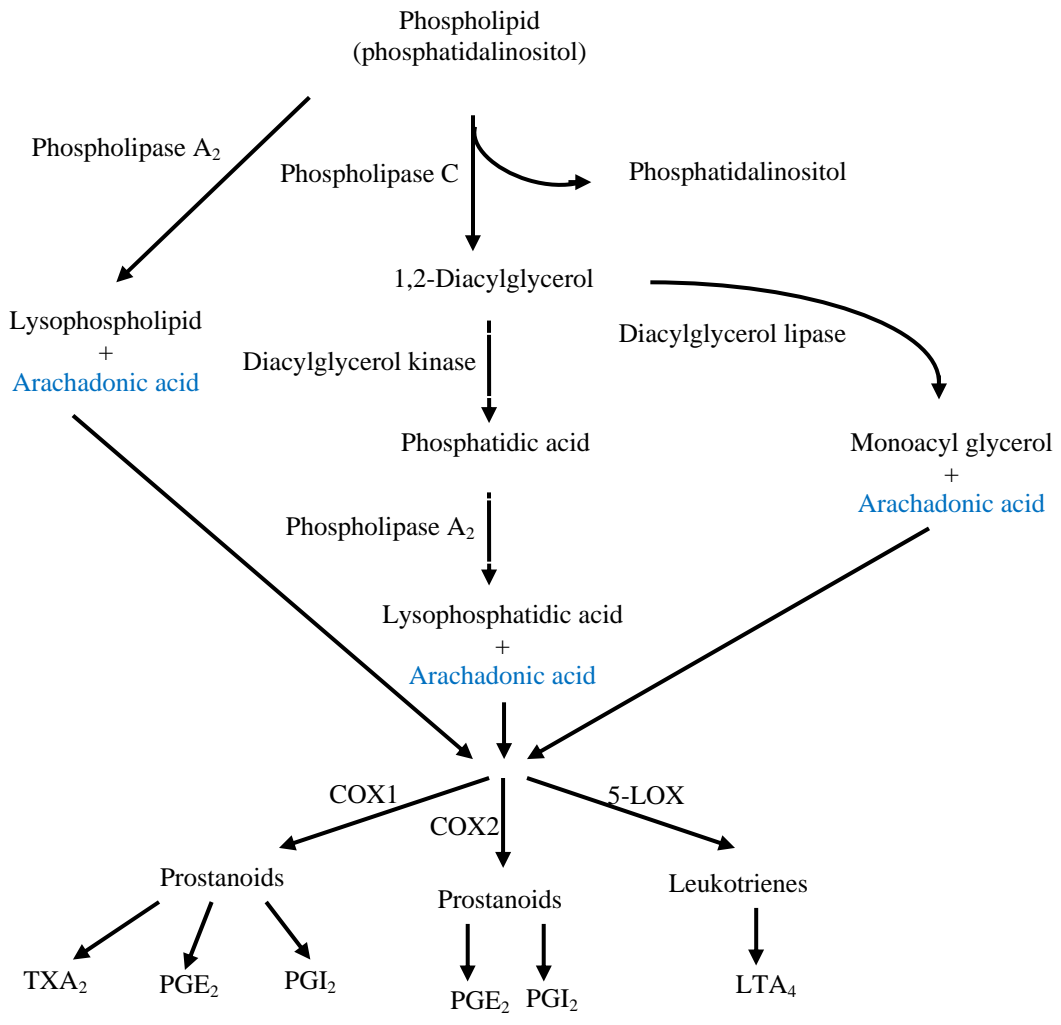 Phospholipid
(phosphatidalinositol)
Phospholipase A₂
Phospholipase C
Phosphatidalinositol
1,2-Diacylglycerol
Lysophospholipid
+
Arachadonic acid
Diacylglycerol kinase
Diacylglycerol lipase
Phosphatidic acid
Monoacyl glycerol
+
Arachadonic acid
Phospholipase A₂
Lysophosphatidic acid
+
Arachadonic acid
COX1
COX2
5-LOX
Prostanoids
Prostanoids
Leukotrienes
TXA₂
PGE₂
PGI₂
PGE₂
PGI₂
LTA₄